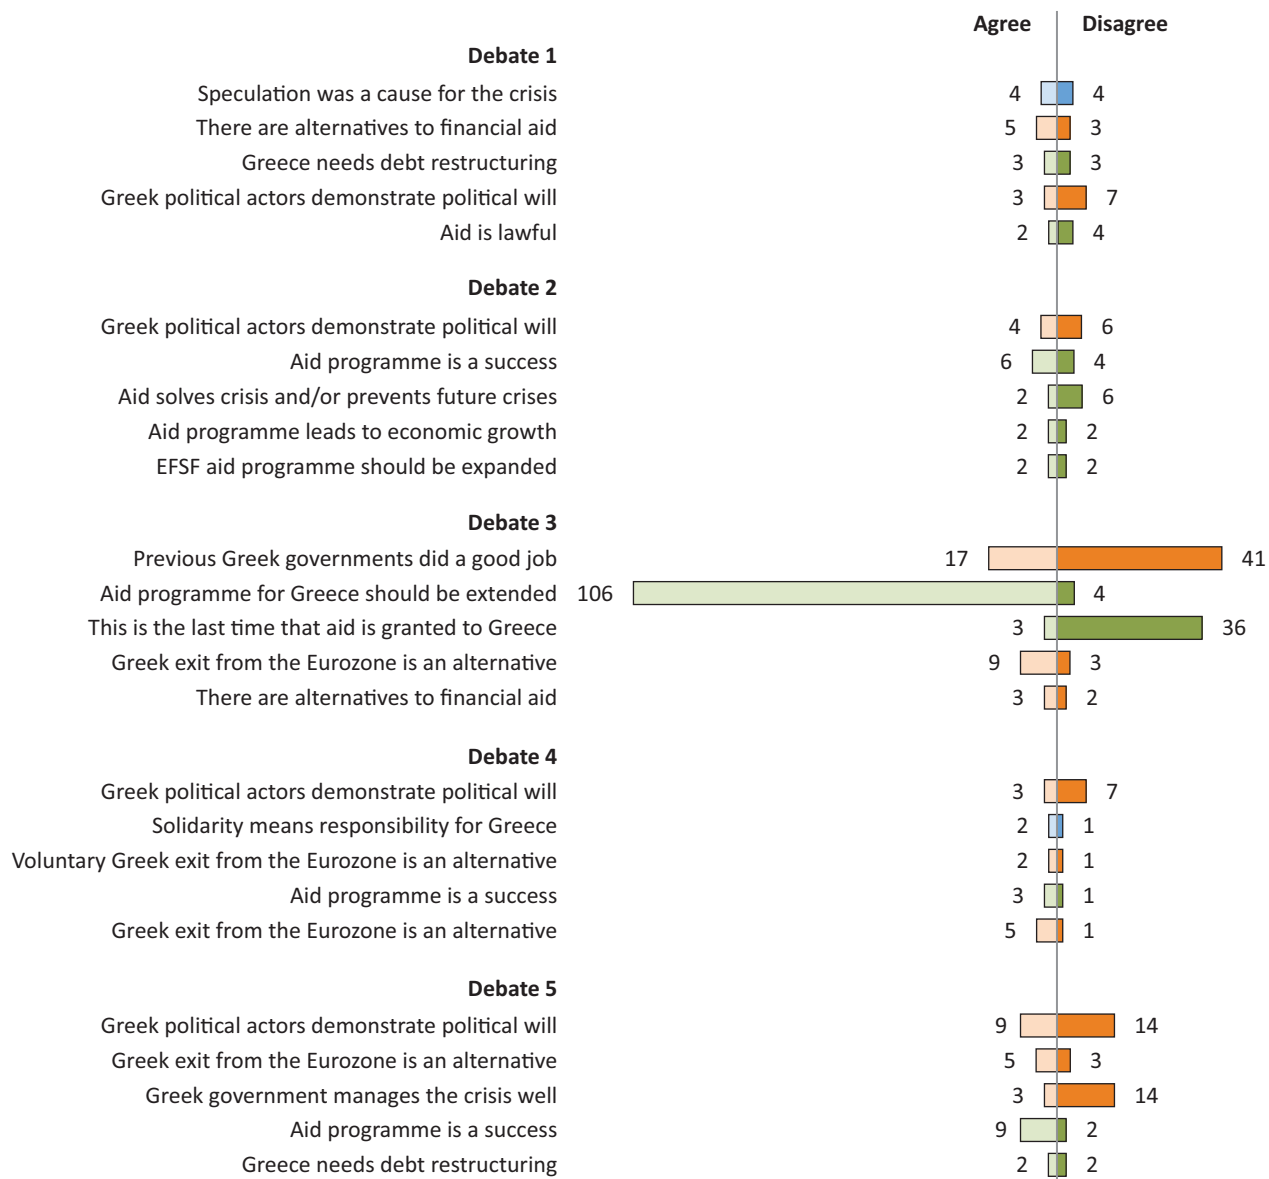 Agree Disagree
Debate 1
Speculation was a cause for the crisis 4 4
There are alternatives to financial aid 5 3
Greece needs debt restructuring 3 3
Greek political actors demonstrate political will 3 7
Aid is lawful 2 4
Debate 2
Greek political actors demonstrate political will 4 6
Aid programme is a success 6 4
Aid solves crisis and/or prevents future crises 2 6
Aid programme leads to economic growth 2 2
EFSF aid programme should be expanded 2 2
Debate 3
Previous Greek governments did a good job 17 41
Aid programme for Greece should be extended 106 4
This is the last time that aid is granted to Greece 3 36
Greek exit from the Eurozone is an alternative 9 3
There are alternatives to financial aid 3 2
Debate 4
Greek political actors demonstrate political will 3 7
Solidarity means responsibility for Greece 2 1
Voluntary Greek exit from the Eurozone is an alternative 2 1
Aid programme is a success 3 1
Greek exit from the Eurozone is an alternative 5 1
Debate 5
Greek political actors demonstrate political will 9 14
Greek exit from the Eurozone is an alternative 5 3
Greek government manages the crisis well 3 14
Aid programme is a success 9 2
Greece needs debt restructuring 2 2